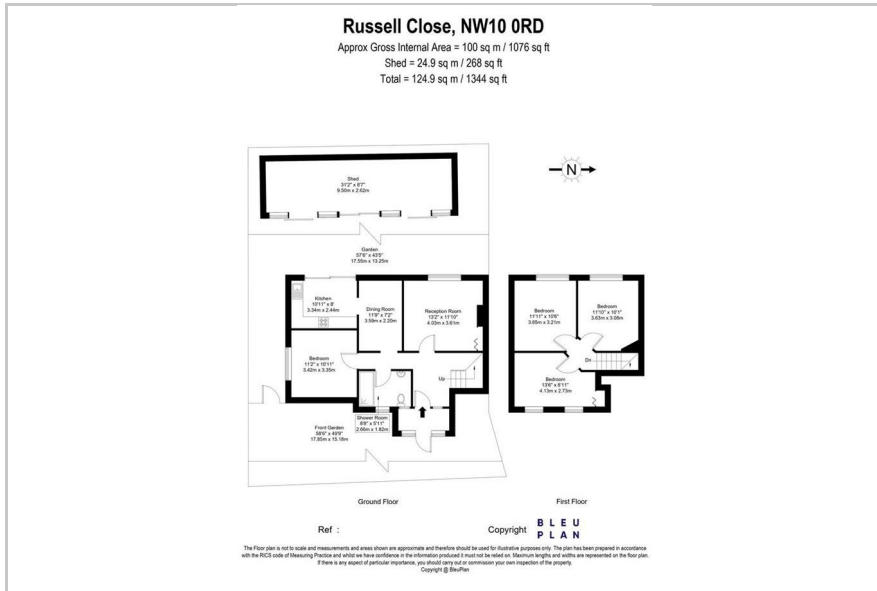 Russell Close, NW10 0RD
Approx Gross Internal Area = 100 sq m / 1076 sq ft
Shed = 24.9 sq m / 268 sq ft
Total = 124.9 sq m / 1344 sq ft
Shed
31'2" x 8'7"
9.50m x 2.62m
N
Garden
57'6" x 43'5"
17.55m x 13.25m
Kitchen
10'11" x 8'
3.34m x 2.44m
Dining Room
11'9" x 7'2"
3.59m x 2.20m
Reception Room
13'2" x 11'10"
4.03m x 3.61m
Bedroom
11'2" x 10'11"
3.42m x 3.35m
Up
Shower Room
8'8" x 5'11"
2.66m x 1.82m
Front Garden
58'6" x 49'9"
17.85m x 15.18m
Bedroom
11'11" x 10'6"
3.65m x 3.21m
Bedroom
11'10" x 10'1"
3.63m x 3.08m
Dn
Bedroom
13'6" x 8'11"
4.13m x 2.73m
Ground Floor
First Floor
Ref :
Copyright
BLEU
PLAN
The Floor plan is not to scale and measurements and areas shown are approximate and therefore should be used for illustrative purposes only. The plan has been prepared in accordance
with the RICS code of Measuring Practice and whilst we have confidence in the information produced it must not be relied on. Maximum lengths and widths are represented on the floor plan.
If there is any aspect of particular importance, you should carry out or commission your own inspection of the property.
Copyright @ BleuPlan